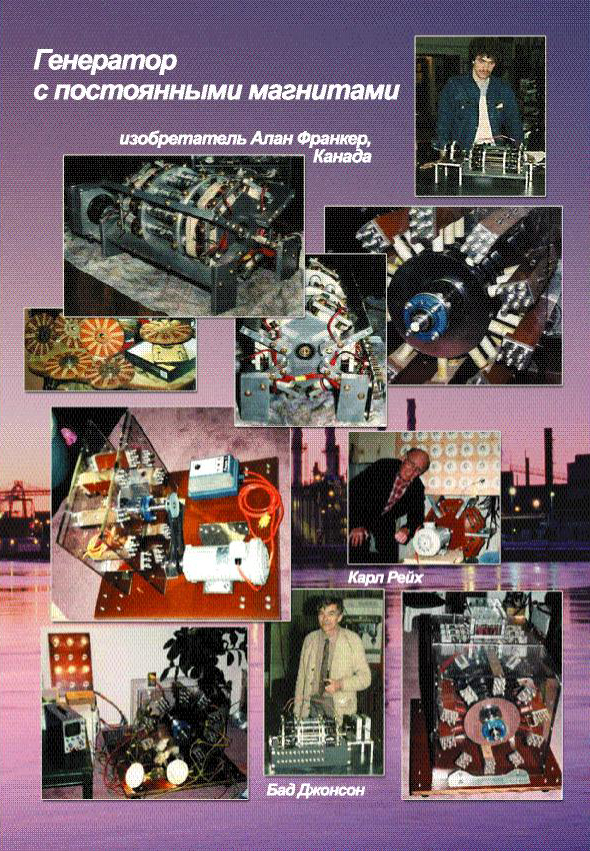 Генератор
с постоянными магнитами
изобретатель Алан Франкер,
Канада
Карл Рейх
Бад Джонсон